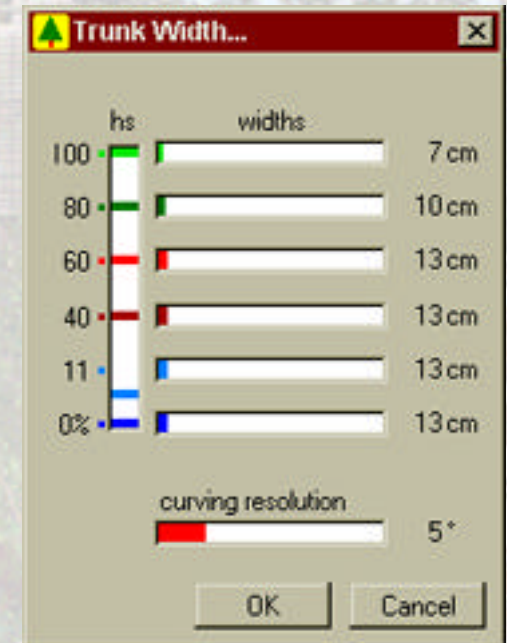 Trunk Width...
hs widths
100 7 cm
80 10 cm
60 13 cm
40 13 cm
11 13 cm
0% 13 cm
curving resolution
5°
OK Cancel